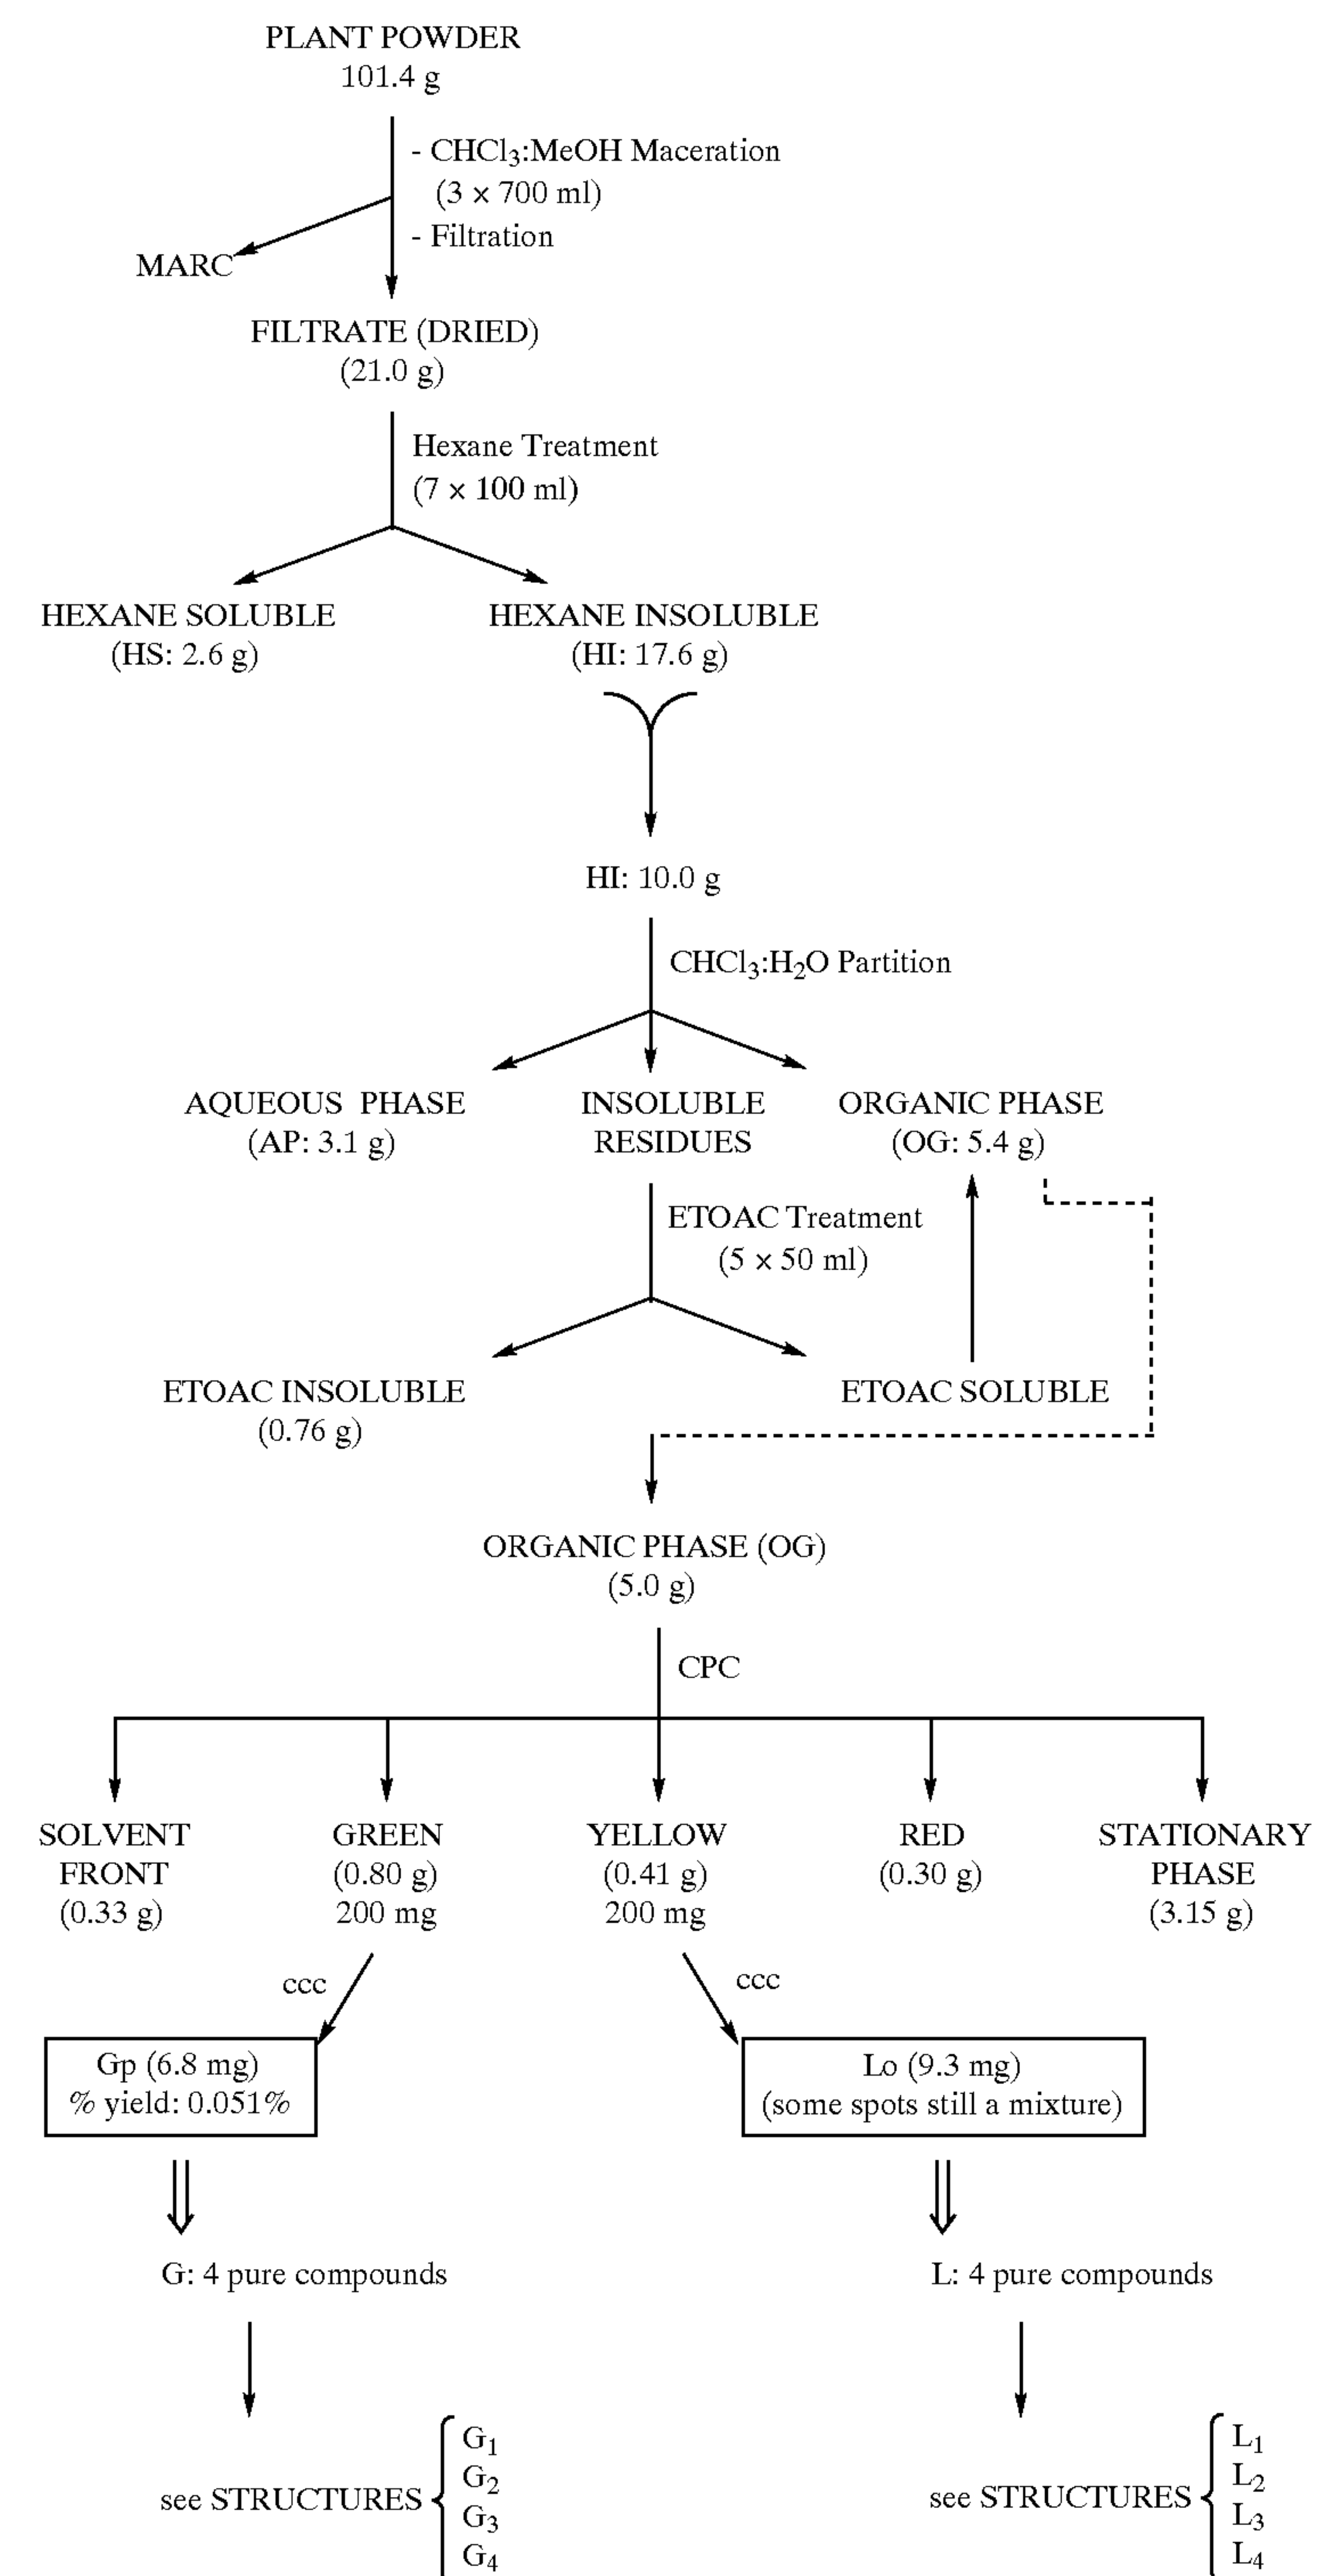 PLANT POWDER
101.4 g
- CHCl₃:MeOH Maceration
(3 × 700 ml)
- Filtration
MARC
FILTRATE (DRIED)
(21.0 g)
Hexane Treatment
(7 × 100 ml)
HEXANE SOLUBLE
(HS: 2.6 g)
HEXANE INSOLUBLE
(HI: 17.6 g)
HI: 10.0 g
CHCl₃:H₂O Partition
AQUEOUS PHASE
(AP: 3.1 g)
INSOLUBLE
RESIDUES
ORGANIC PHASE
(OG: 5.4 g)
ETOAC Treatment
(5 × 50 ml)
ETOAC INSOLUBLE
(0.76 g)
ETOAC SOLUBLE
ORGANIC PHASE (OG)
(5.0 g)
CPC
SOLVENT
FRONT
(0.33 g)
GREEN
(0.80 g)
200 mg
YELLOW
(0.41 g)
200 mg
RED
(0.30 g)
STATIONARY
PHASE
(3.15 g)
ccc
ccc
Gp (6.8 mg)
% yield: 0.051%
Lo (9.3 mg)
(some spots still a mixture)
G: 4 pure compounds
L: 4 pure compounds
see STRUCTURES
G₁
G₂
G₃
G₄
see STRUCTURES
L₁
L₂
L₃
L₄